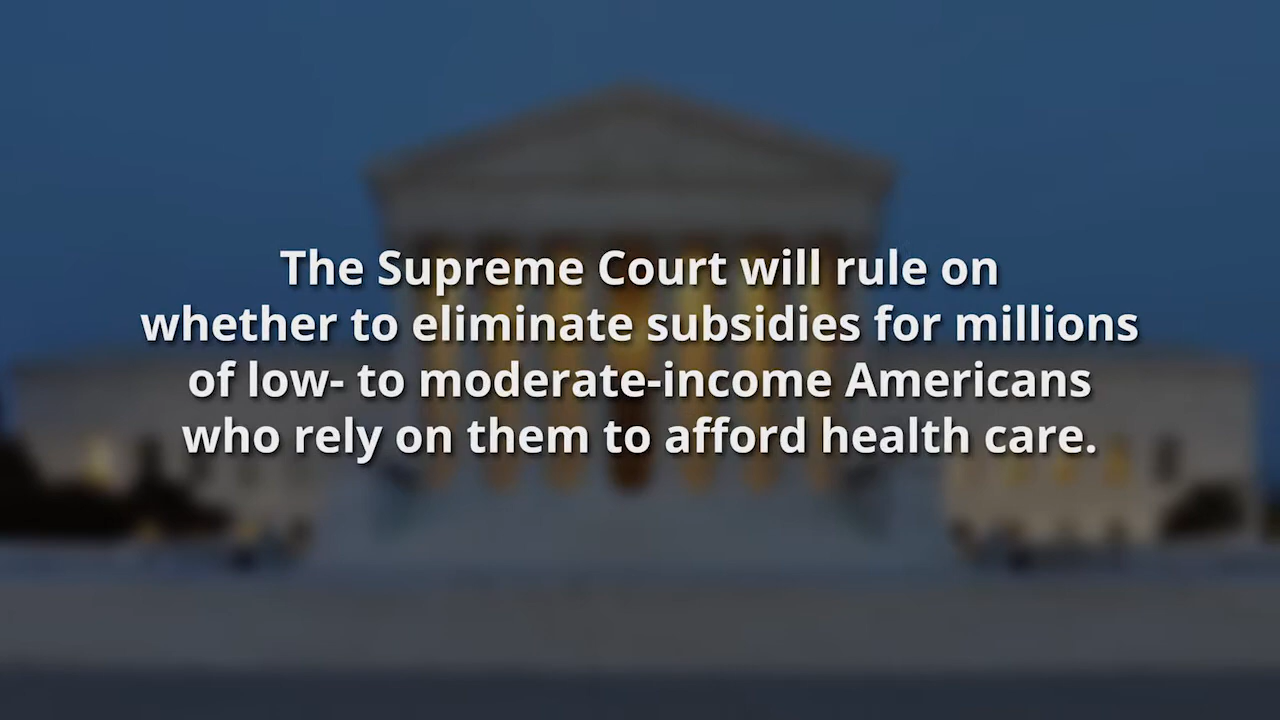 The Supreme Court will rule on
whether to eliminate subsidies for millions
of low- to moderate-income Americans
who rely on them to afford health care.